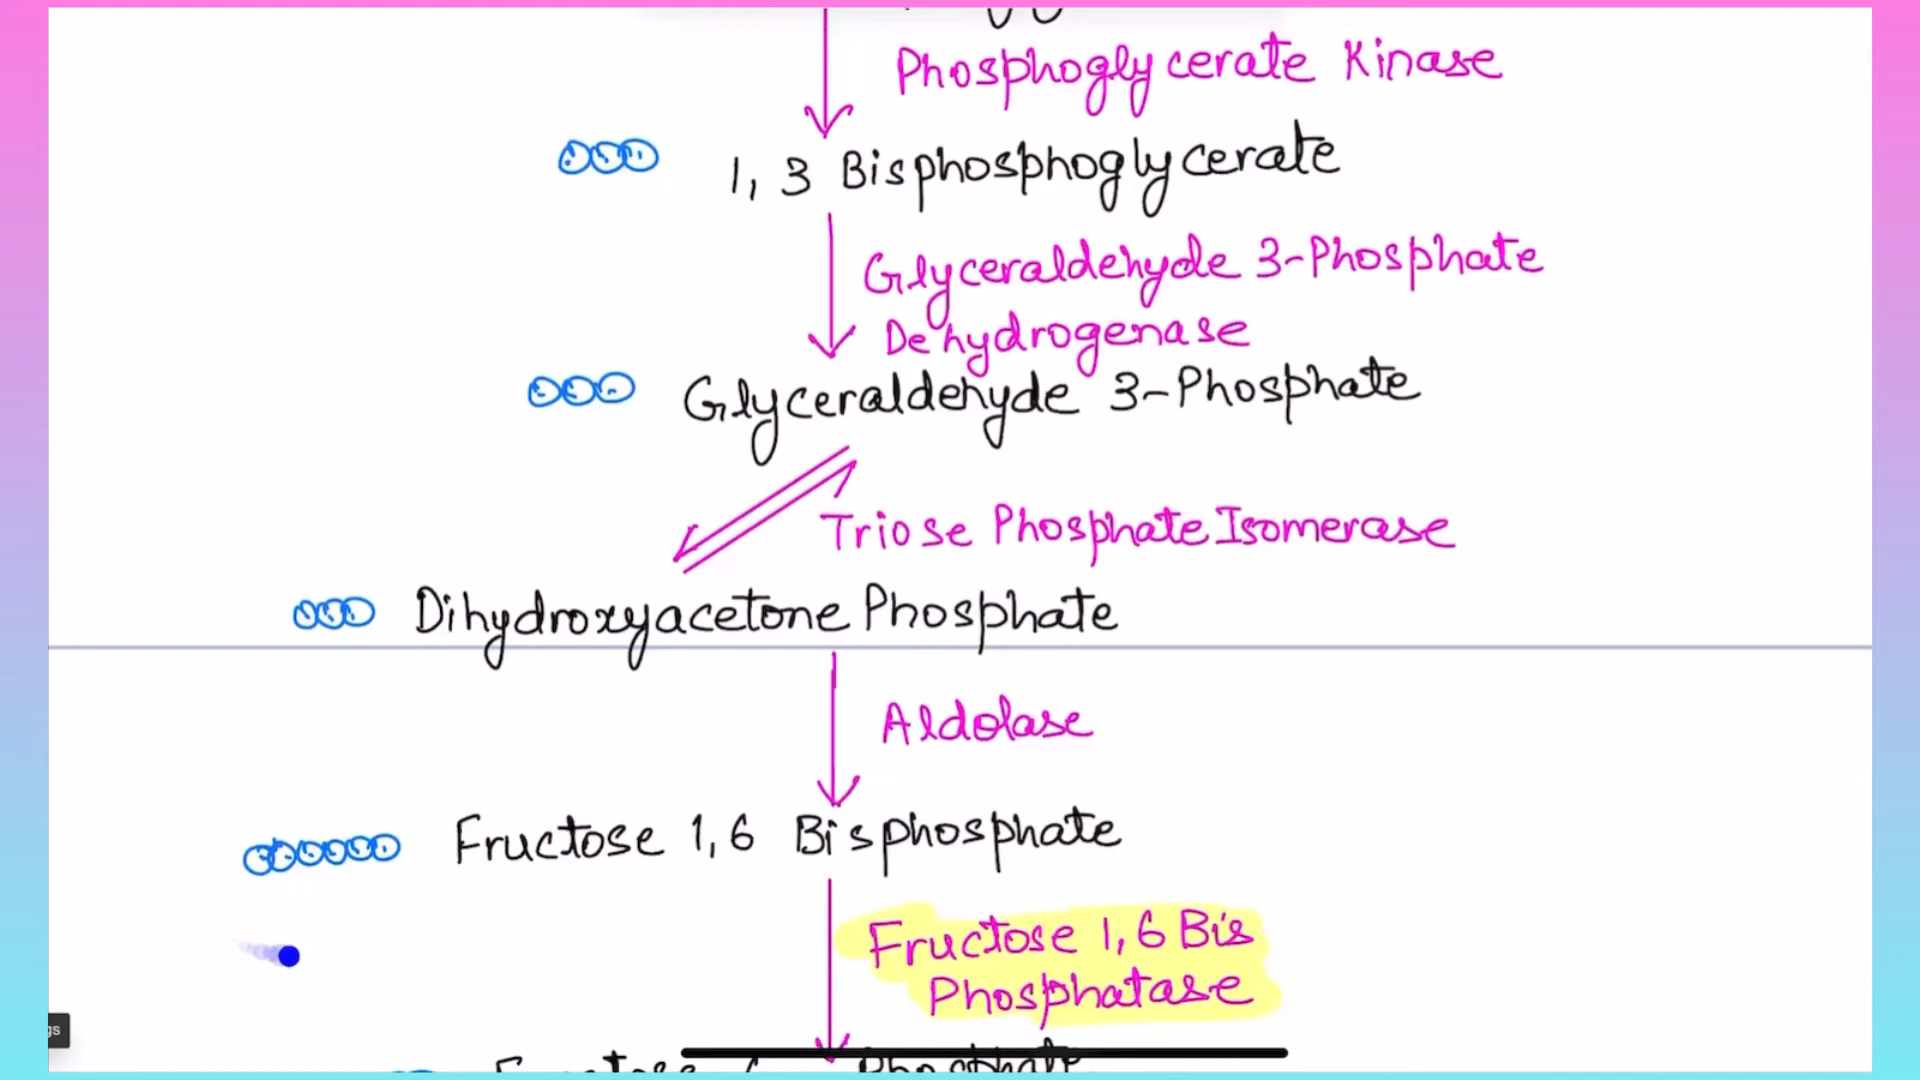 Phosphoglycerate Kinase
1, 3 Bisphosphoglycerate
Glyceraldehyde 3-Phosphate
Dehydrogenase
Glyceraldehyde 3-Phosphate
Triose Phosphate Isomerase
Dihydroxyacetone Phosphate
Aldolase
Fructose 1,6 Bisphosphate
Fructose 1,6 Bis
Phosphatase
gs